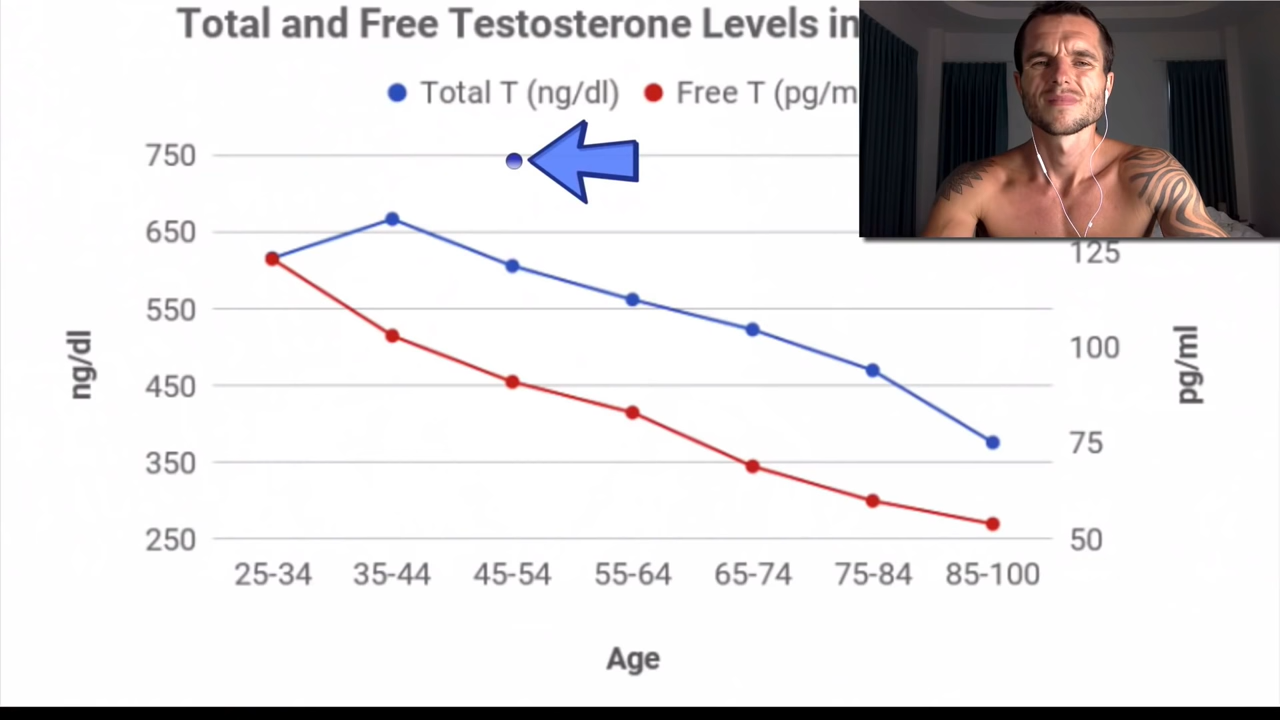 Total and Free Testosterone Levels in
Total T (ng/dl) Free T (pg/m
750
650
550
450
350
250
ng/dl
125
100
75
50
pg/ml
25-34 35-44 45-54 55-64 65-74 75-84 85-100
Age